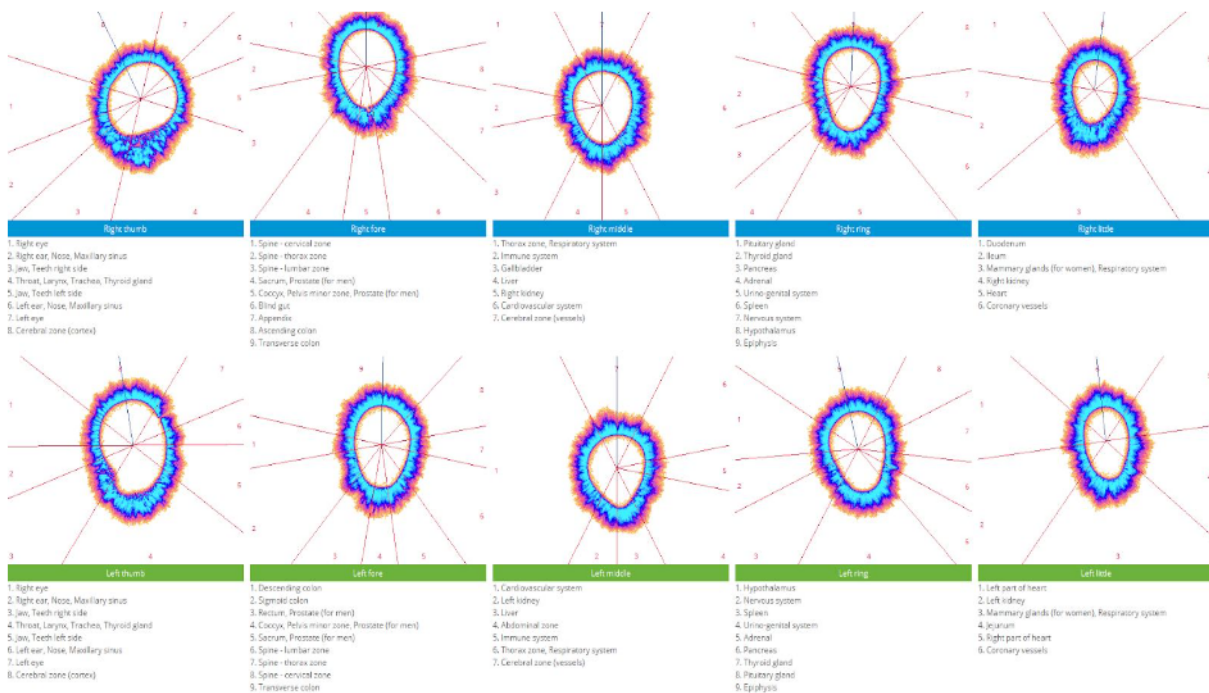 Right thumb
1. Right eye
2. Right ear, Nose, Maxillary sinus
3. Jaw, Teeth right side
4. Throat, Larynx, Trachea, Thyroid gland
5. Jaw, Teeth left side
6. Left ear, Nose, Maxillary sinus
7. Left eye
8. Cerebral zone (cortex)
Right fore
1. Spine - cervical zone
2. Spine - thorax zone
3. Spine - lumbar zone
4. Sacrum, Prostate (for men)
5. Coccyx, Pelvis minor zone, Prostate (for men)
6. Blind gut
7. Appendix
8. Ascending colon
9. Transverse colon
Right middle
1. Thorax zone, Respiratory system
2. Immune system
3. Gallbladder
4. Liver
5. Right kidney
6. Cardiovascular system
7. Cerebral zone (vessels)
Right ring
1. Pituitary gland
2. Thyroid gland
3. Pancreas
4. Adrenal
5. Urino-genital system
6. Spleen
7. Nervous system
8. Hypothalamus
9. Epiphysis
Right little
1. Duodenum
2. Ileum
3. Mammary glands (for women), Respiratory system
4. Right kidney
5. Heart
6. Coronary vessels
Left thumb
1. Right eye
2. Right ear, Nose, Maxillary sinus
3. Jaw, Teeth right side
4. Throat, Larynx, Trachea, Thyroid gland
5. Jaw, Teeth left side
6. Left ear, Nose, Maxillary sinus
7. Left eye
8. Cerebral zone (cortex)
Left fore
1. Descending colon
2. Sigmoid colon
3. Rectum, Prostate (for men)
4. Coccyx, Pelvis minor zone, Prostate (for men)
5. Sacrum, Prostate (for men)
6. Spine - lumbar zone
7. Spine - thorax zone
8. Spine - cervical zone
9. Transverse colon
Left middle
1. Cardiovascular system
2. Left kidney
3. Liver
4. Abdominal zone
5. Immune system
6. Thorax zone, Respiratory system
7. Cerebral zone (vessels)
Left ring
1. Hypothalamus
2. Nervous system
3. Spleen
4. Urino-genital system
5. Adrenal
6. Pancreas
7. Thyroid gland
8. Pituitary gland
9. Epiphysis
Left little
1. Left part of heart
2. Left kidney
3. Mammary glands (for women), Respiratory system
4. Jejunum
5. Right part of heart
6. Coronary vessels